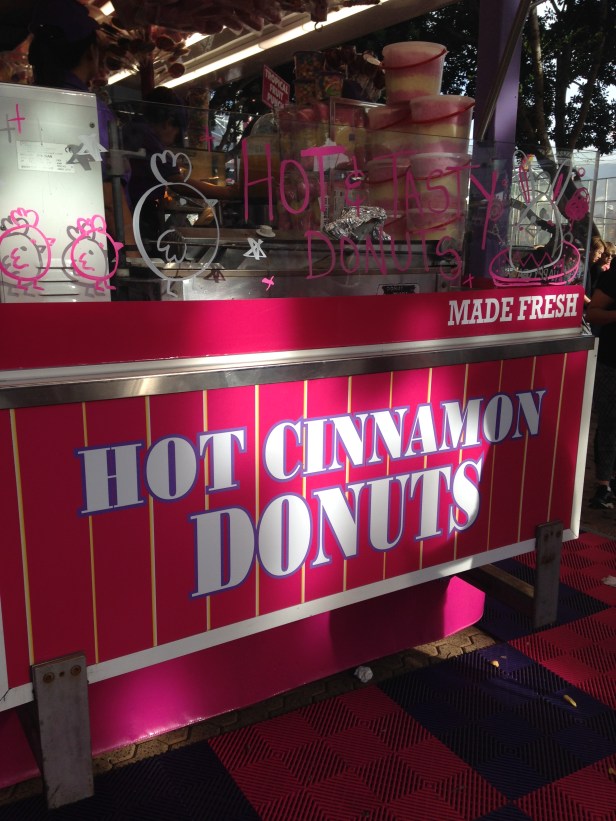 HOT & TASTY
DONUTS
MADE FRESH
HOT CINNAMON
DONUTS